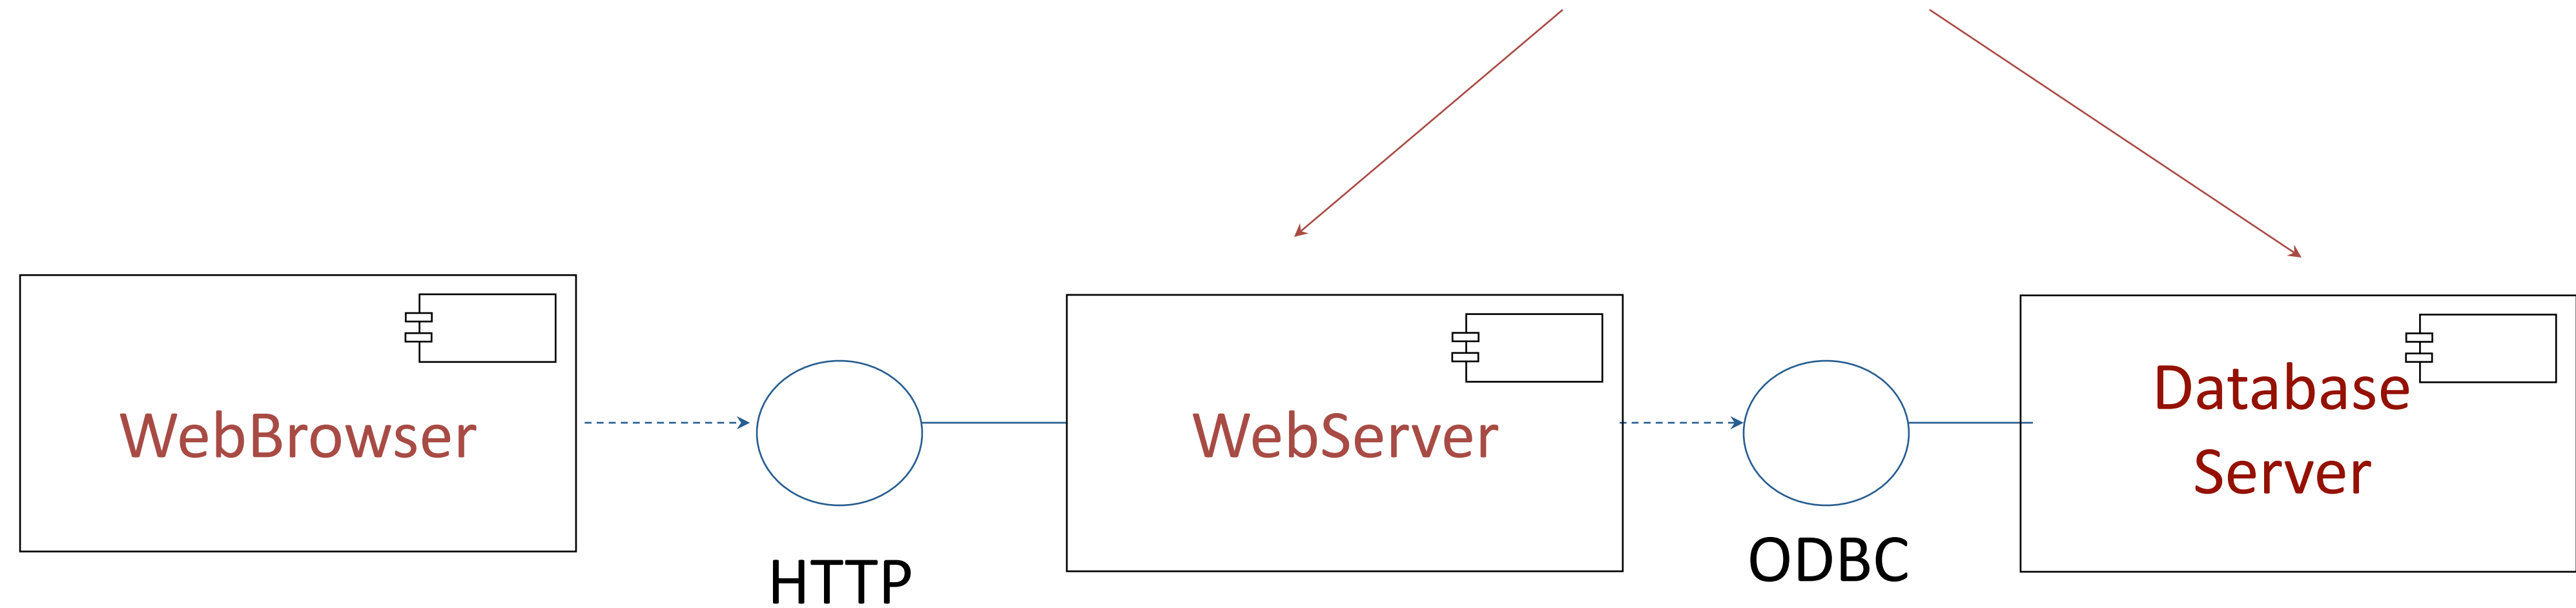 WebBrowser
HTTP
WebServer
ODBC
Database
Server